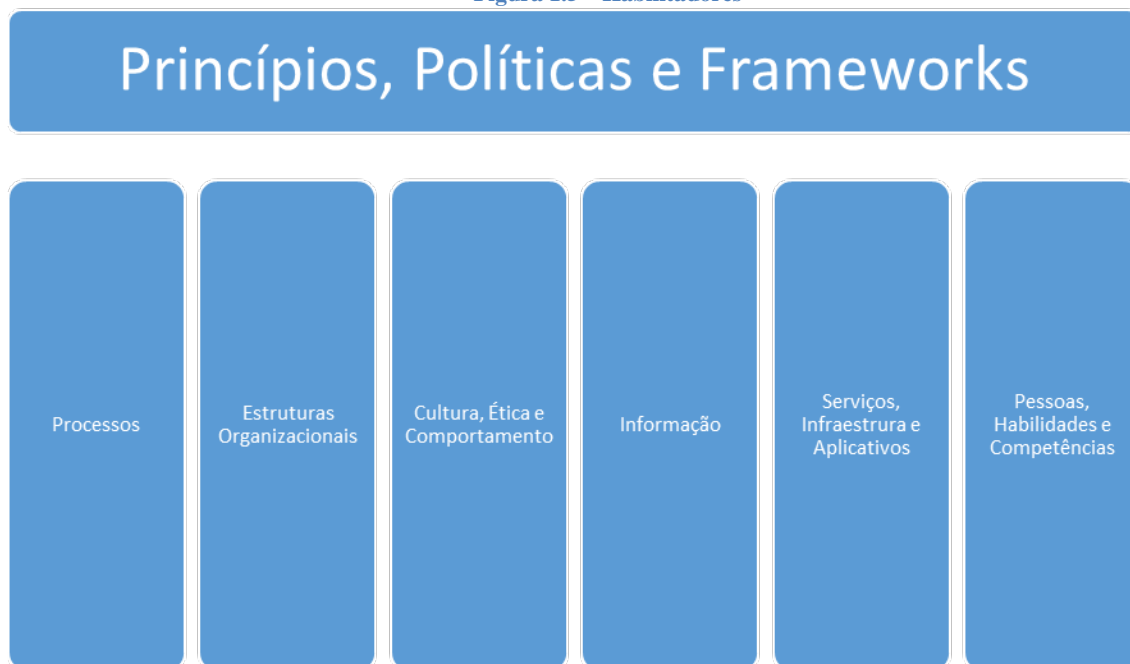 Princípios, Políticas e Frameworks
Processos
Estruturas
Organizacionais
Cultura, Ética e
Comportamento
Informação
Serviços,
Infraestrura e
Aplicativos
Pessoas,
Habilidades e
Competências